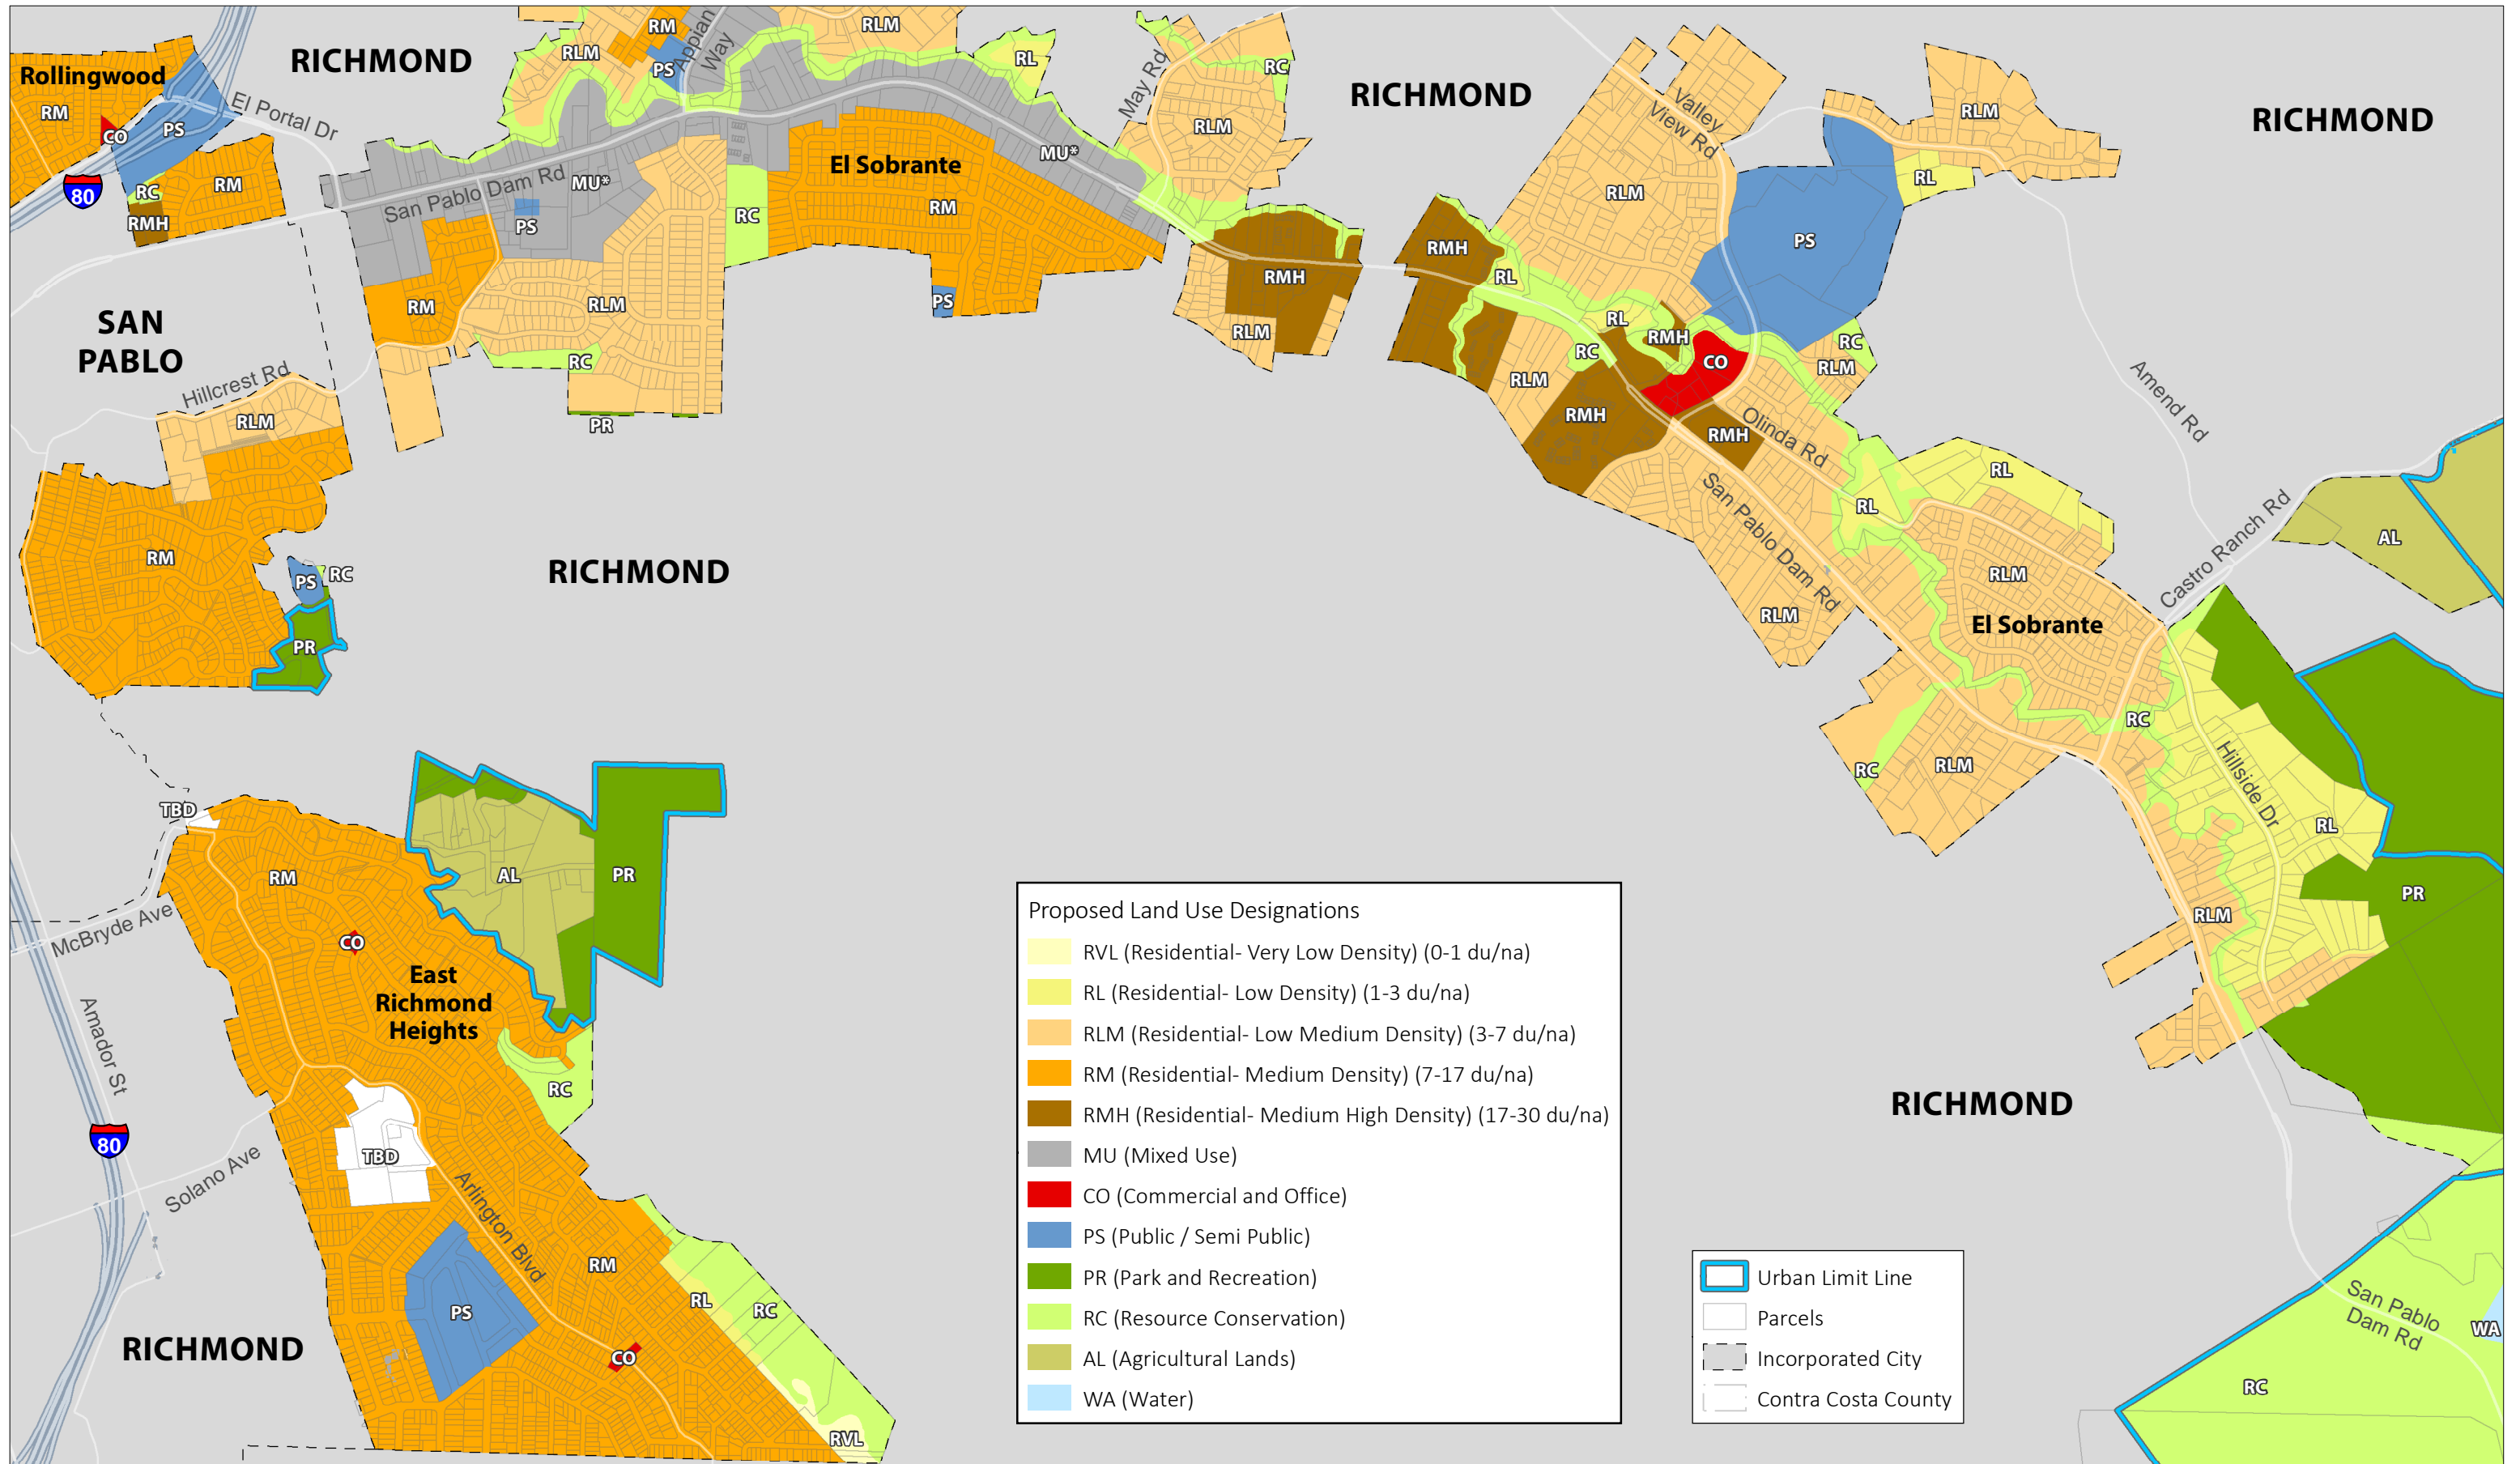 RICHMOND
Rollingwood
RM
CO
PS
El Portal Dr
80
RC
RM
RMH
RLM
RM
PS
Appian
Way
RLM
RL
May Rd
RC
RLM
RICHMOND
Valley
View Rd
RLM
RICHMOND
RL
PS
RLM
San Pablo Dam Rd
MU*
PS
RC
El Sobrante
MU*
RM
PS
RM
RLM
RC
PR
RMH
RLM
RMH
RL
RL
RMH
RC
CO
RC
RLM
RLM
RMH
RMH
Olinda Rd
Amend Rd
SAN
PABLO
Hillcrest Rd
RLM
RM
PS
RC
PR
RICHMOND
San Pablo Dam Rd
RL
RL
RLM
RLM
El Sobrante
Castro Ranch Rd
AL
RC
RC
RLM
Hillside Dr
RL
PR
RLM
RICHMOND
TBD
RM
AL
PR
McBryde Ave
CO
East
Richmond
Heights
Amador St
RC
80
TBD
Solano Ave
Arlington Blvd
RM
PS
RL
RC
CO
RVL
RICHMOND
Proposed Land Use Designations
RVL (Residential- Very Low Density) (0-1 du/na)
RL (Residential- Low Density) (1-3 du/na)
RLM (Residential- Low Medium Density) (3-7 du/na)
RM (Residential- Medium Density) (7-17 du/na)
RMH (Residential- Medium High Density) (17-30 du/na)
MU (Mixed Use)
CO (Commercial and Office)
PS (Public / Semi Public)
PR (Park and Recreation)
RC (Resource Conservation)
AL (Agricultural Lands)
WA (Water)
Urban Limit Line
Parcels
Incorporated City
Contra Costa County
San Pablo
Dam Rd
WA
RC